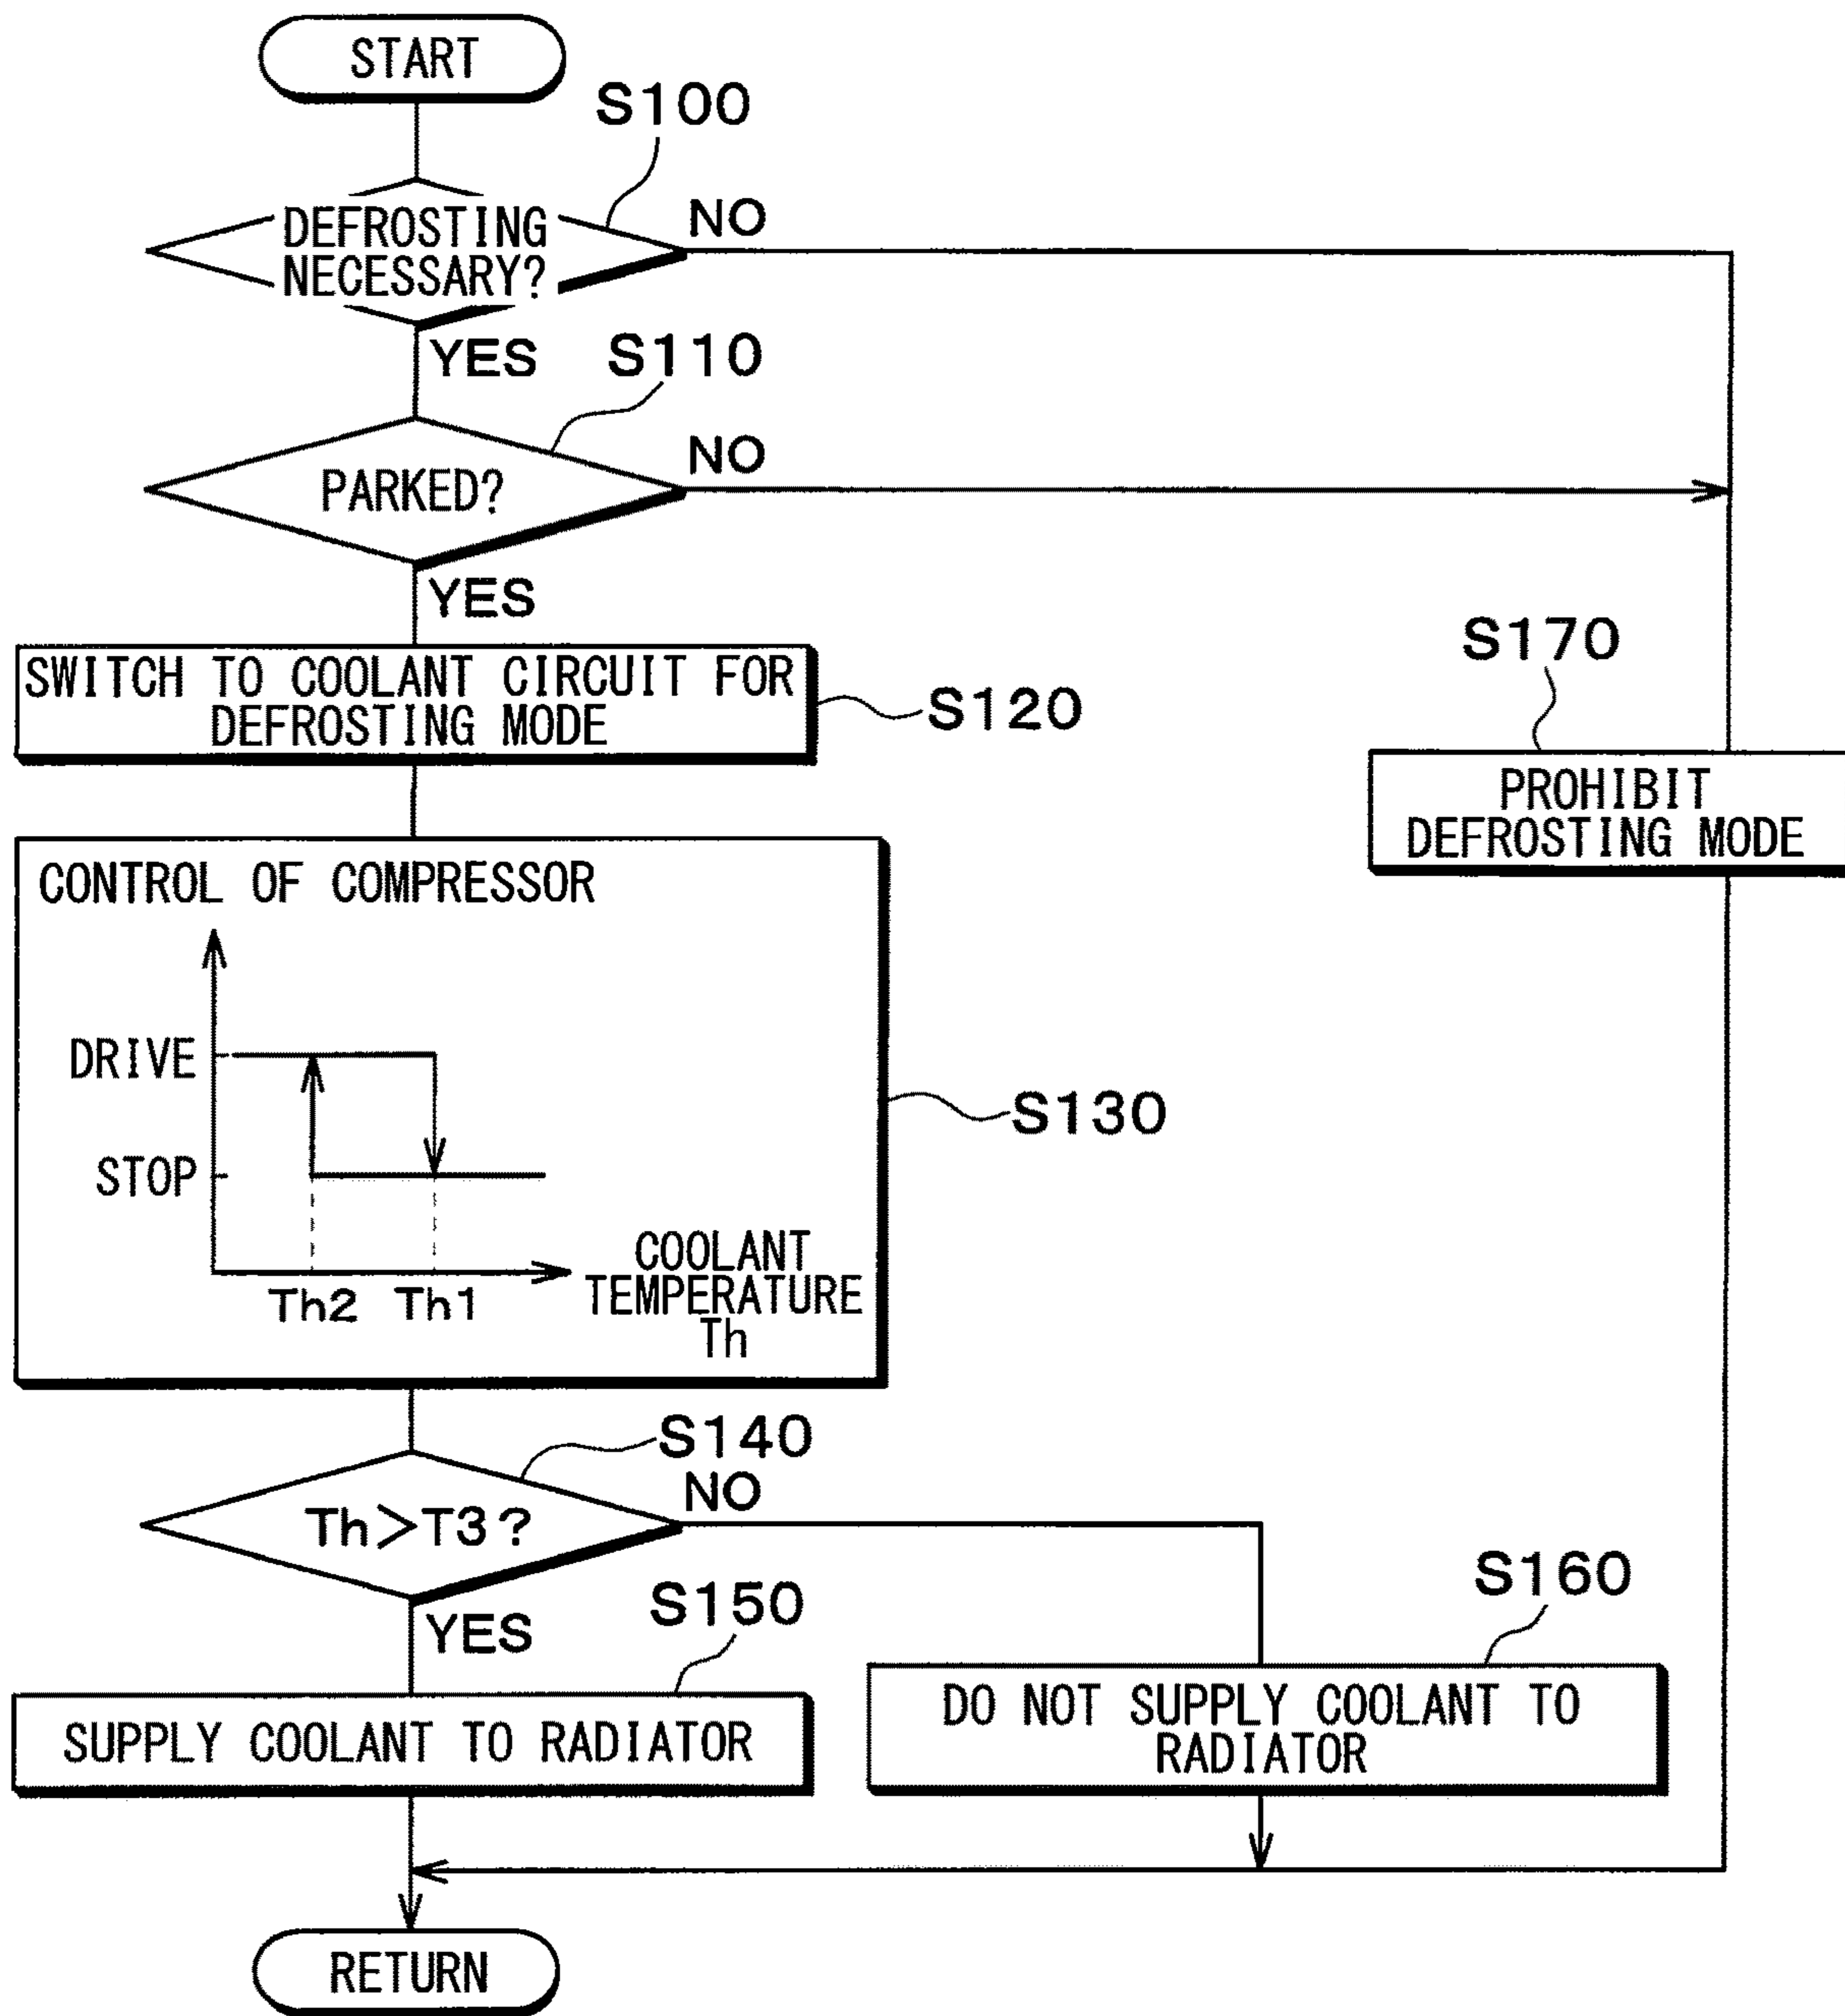 START
S100
DEFROSTING
NECESSARY?
NO
YES
S110
PARKED?
NO
YES
SWITCH TO COOLANT CIRCUIT FOR
DEFROSTING MODE
S120
S170
PROHIBIT
DEFROSTING MODE
CONTROL OF COMPRESSOR
DRIVE
STOP
Th2
Th1
COOLANT
TEMPERATURE
Th
S130
S140
Th>T3?
NO
YES
S150
SUPPLY COOLANT TO RADIATOR
S160
DO NOT SUPPLY COOLANT TO
RADIATOR
RETURN